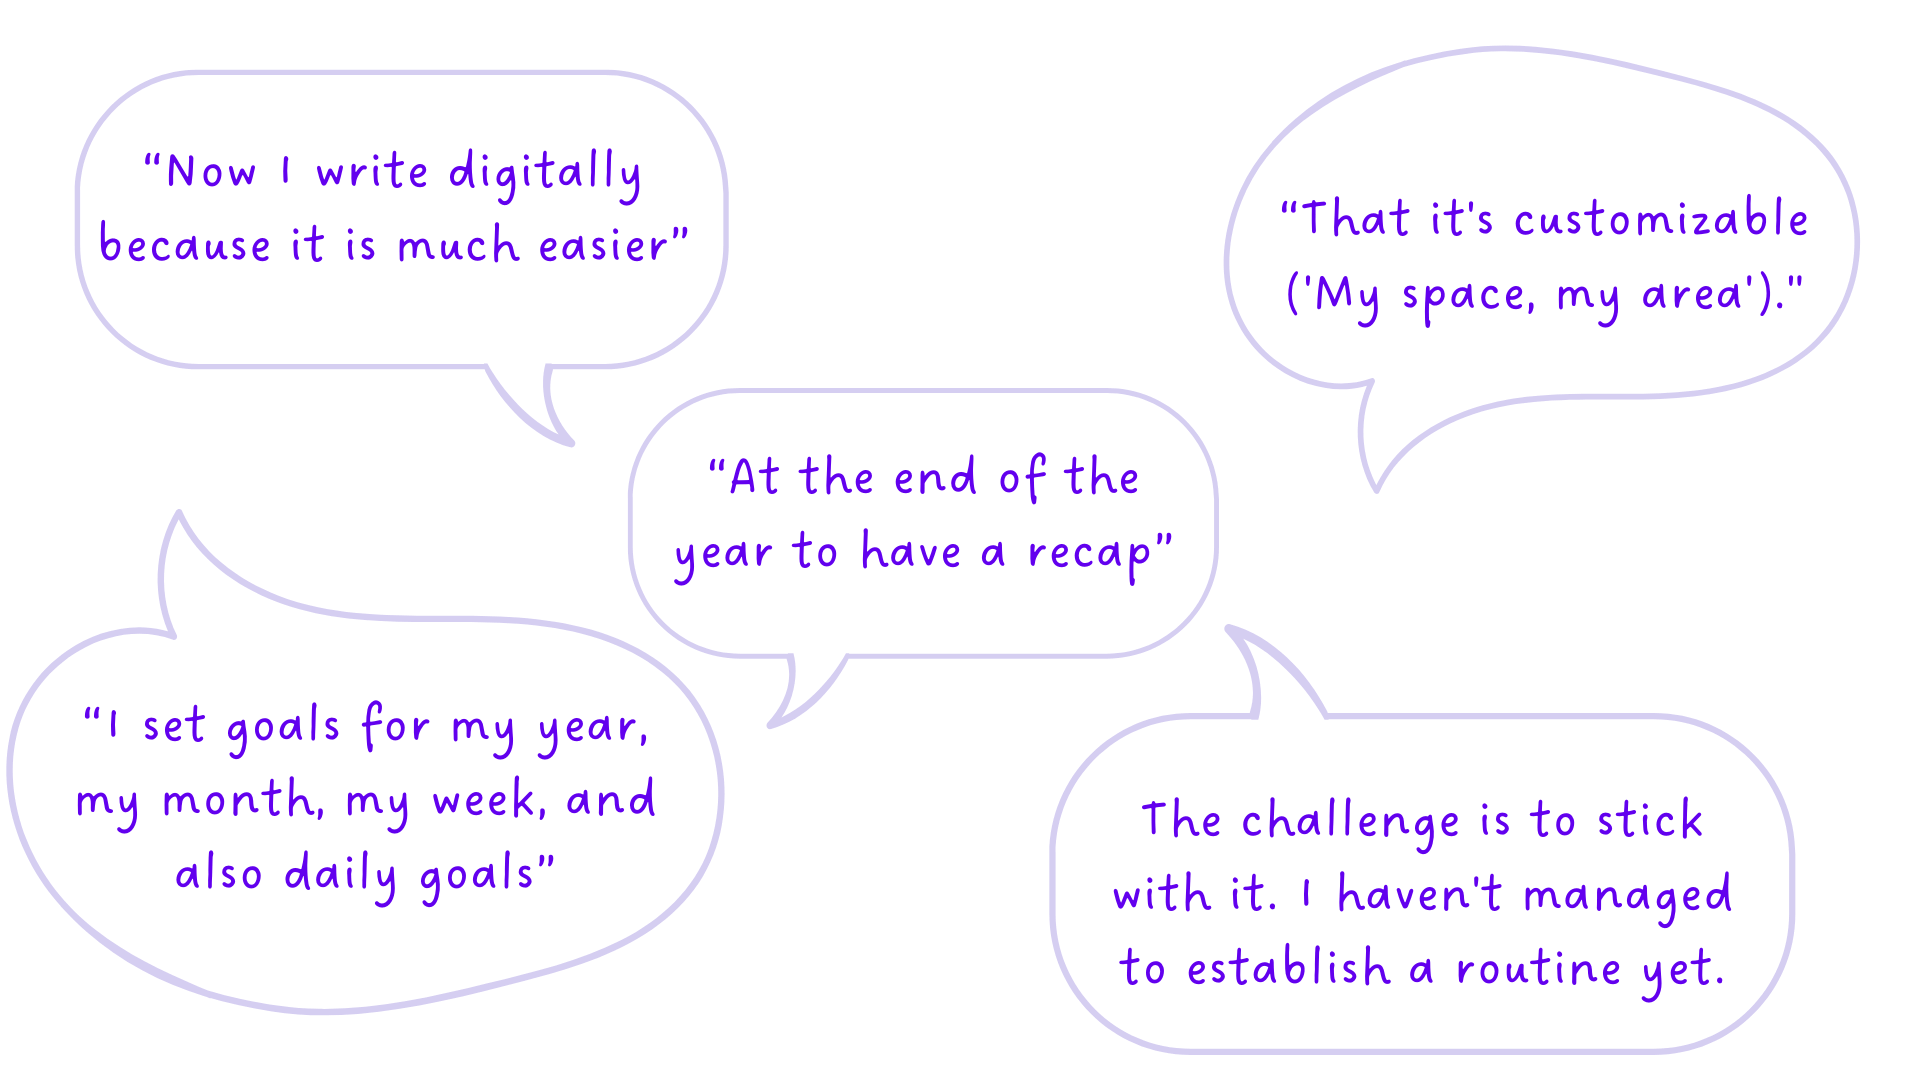 “Now I write digitally
because it is much easier”
“That it's customizable
('My space, my area')."
“At the end of the
year to have a recap”
“I set goals for my year,
my month, my week, and
also daily goals”
The challenge is to stick
with it. I haven't managed
to establish a routine yet.